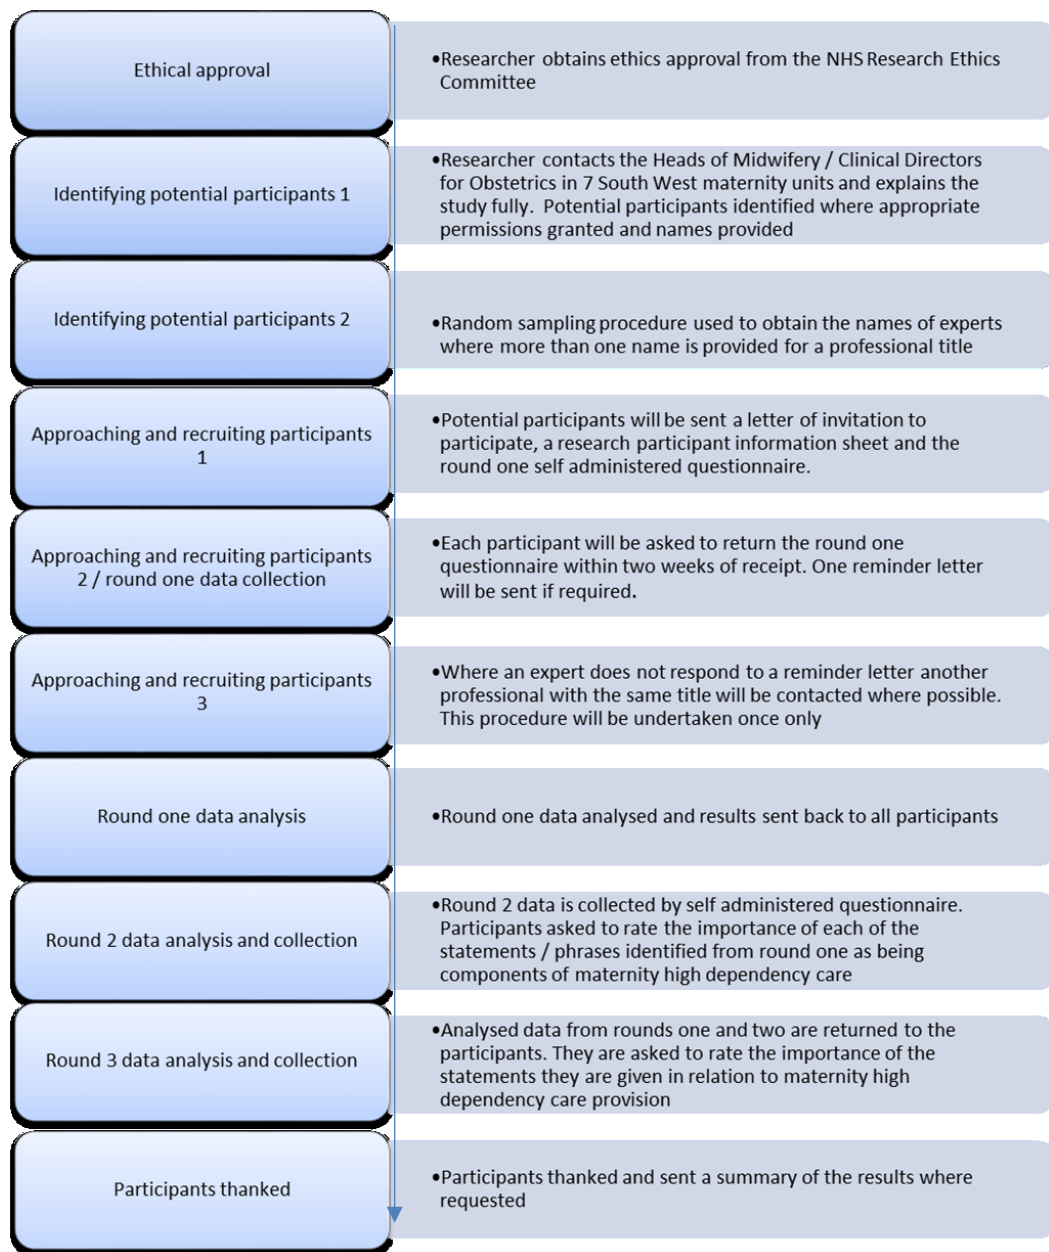 Ethical approval
•Researcher obtains ethics approval from the NHS Research Ethics
Committee
Identifying potential participants 1
•Researcher contacts the Heads of Midwifery / Clinical Directors
for Obstetrics in 7 South West maternity units and explains the
study fully.  Potential participants identified where appropriate
permissions granted and names provided
Identifying potential participants 2
•Random sampling procedure used to obtain the names of experts
where more than one name is provided for a professional title
Approaching and recruiting participants
1
•Potential participants will be sent a letter of invitation to
participate, a research participant information sheet and the
round one self administered questionnaire.
Approaching and recruiting participants
2 / round one data collection
•Each participant will be asked to return the round one
questionnaire within two weeks of receipt. One reminder letter
will be sent if required.
Approaching and recruiting participants
3
•Where an expert does not respond to a reminder letter another
professional with the same title will be contacted where possible.
This procedure will be undertaken once only
Round one data analysis
•Round one data analysed and results sent back to all participants
Round 2 data analysis and collection
•Round 2 data is collected by self administered questionnaire.
Participants asked to rate the importance of each of the
statements / phrases identified from round one as being
components of maternity high dependency care
Round 3 data analysis and collection
•Analysed data from rounds one and two are returned to the
participants. They are asked to rate the importance of the
statements they are given in relation to maternity high
dependency care provision
Participants thanked
•Participants thanked and sent a summary of the results where
requested